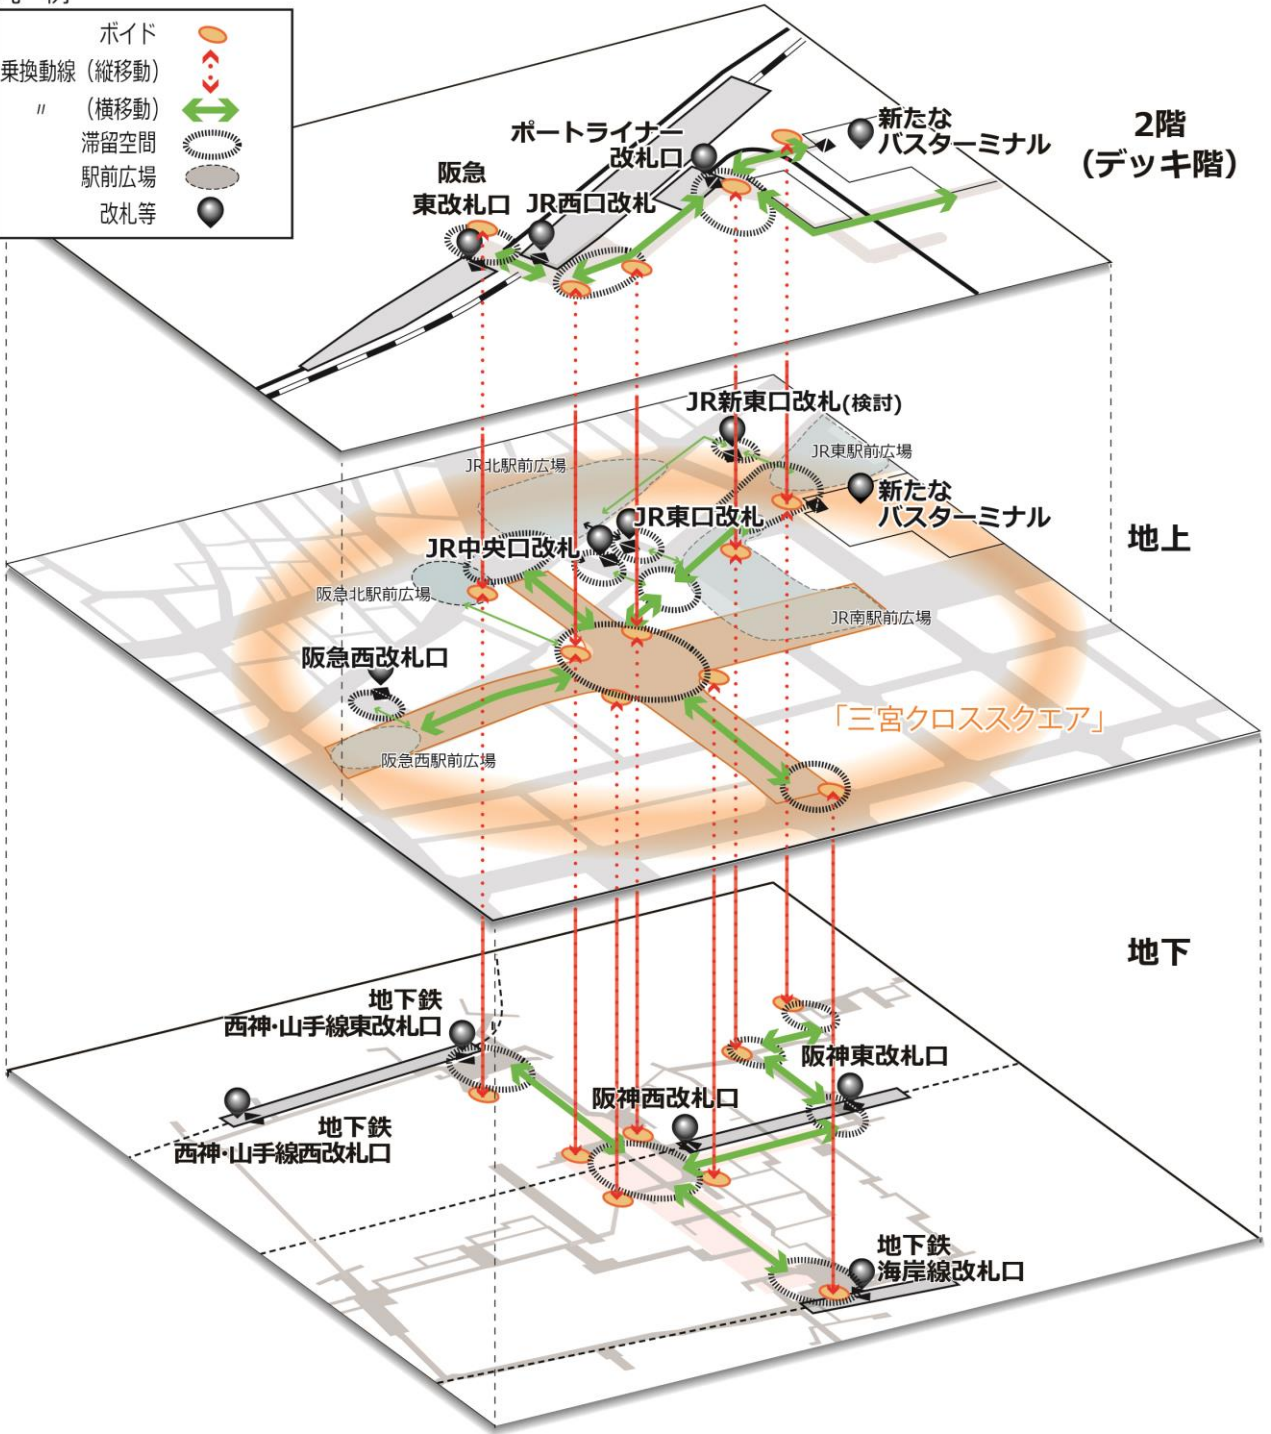 ボイド
乗換動線（縦移動）
〃（横移動）
滞留空間
駅前広場
改札等
2階
（デッキ階）
新たな
バスターミナル
ポートライナー
改札口
阪急
東改札口
JR西口改札
地上
JR新東口改札(検討)
JR東駅前広場
JR北駅前広場
新たな
バスターミナル
JR東口改札
JR中央口改札
阪急北駅前広場
JR南駅前広場
阪急西改札口
「三宮クロススクエア」
阪急西駅前広場
地下
地下鉄
西神・山手線東改札口
阪神東改札口
阪神西改札口
地下鉄
西神・山手線西改札口
地下鉄
海岸線改札口